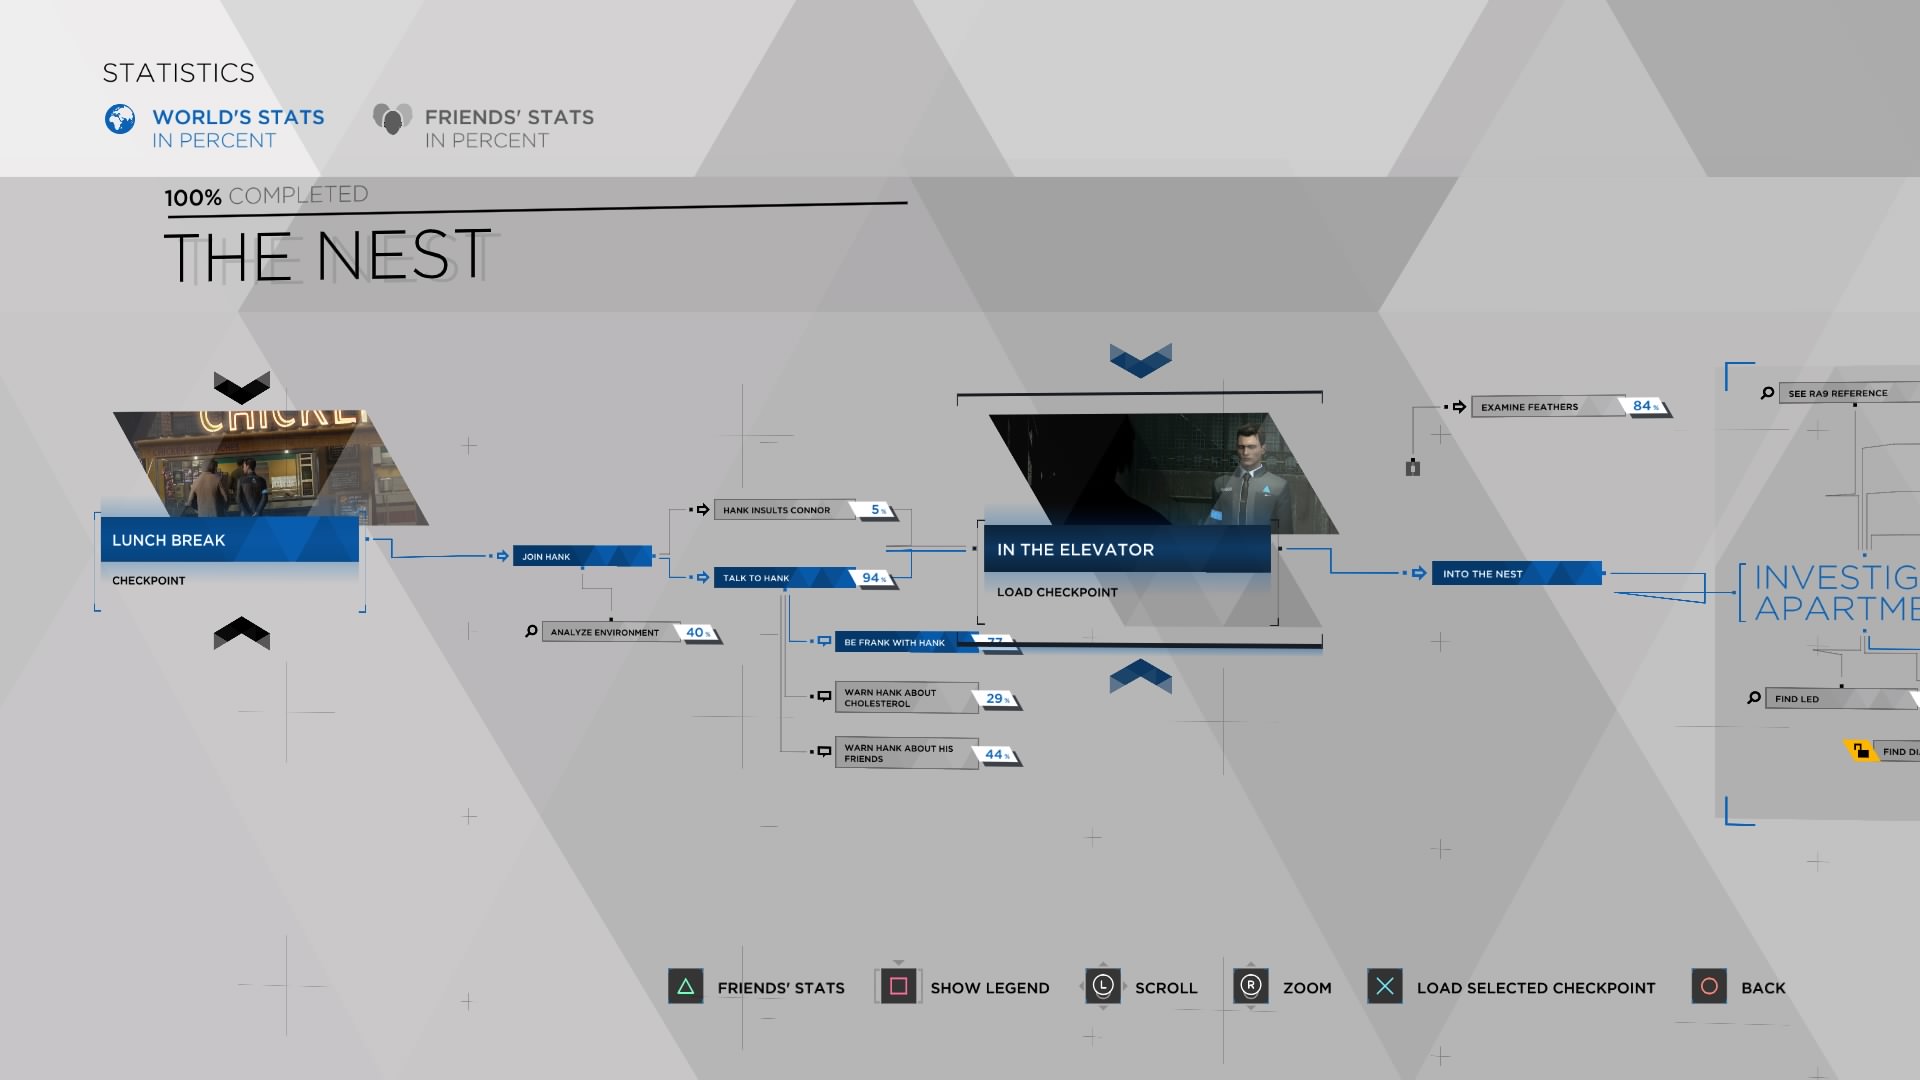 STATISTICS
WORLD'S STATS
IN PERCENT
FRIENDS' STATS
IN PERCENT
100% COMPLETED
THE NEST
LUNCH BREAK
CHECKPOINT
JOIN HANK
ANALYZE ENVIRONMENT 40%
HANK INSULTS CONNOR 5%
TALK TO HANK 94%
BE FRANK WITH HANK 77
WARN HANK ABOUT
CHOLESTEROL 29%
WARN HANK ABOUT HIS
FRIENDS 44%
IN THE ELEVATOR
LOAD CHECKPOINT
EXAMINE FEATHERS 84%
INTO THE NEST
SEE RA9 REFERENCE
INVESTIG
APARTME
FIND LED
FIND DI
FRIENDS' STATS
SHOW LEGEND
L SCROLL
R ZOOM
LOAD SELECTED CHECKPOINT
BACK